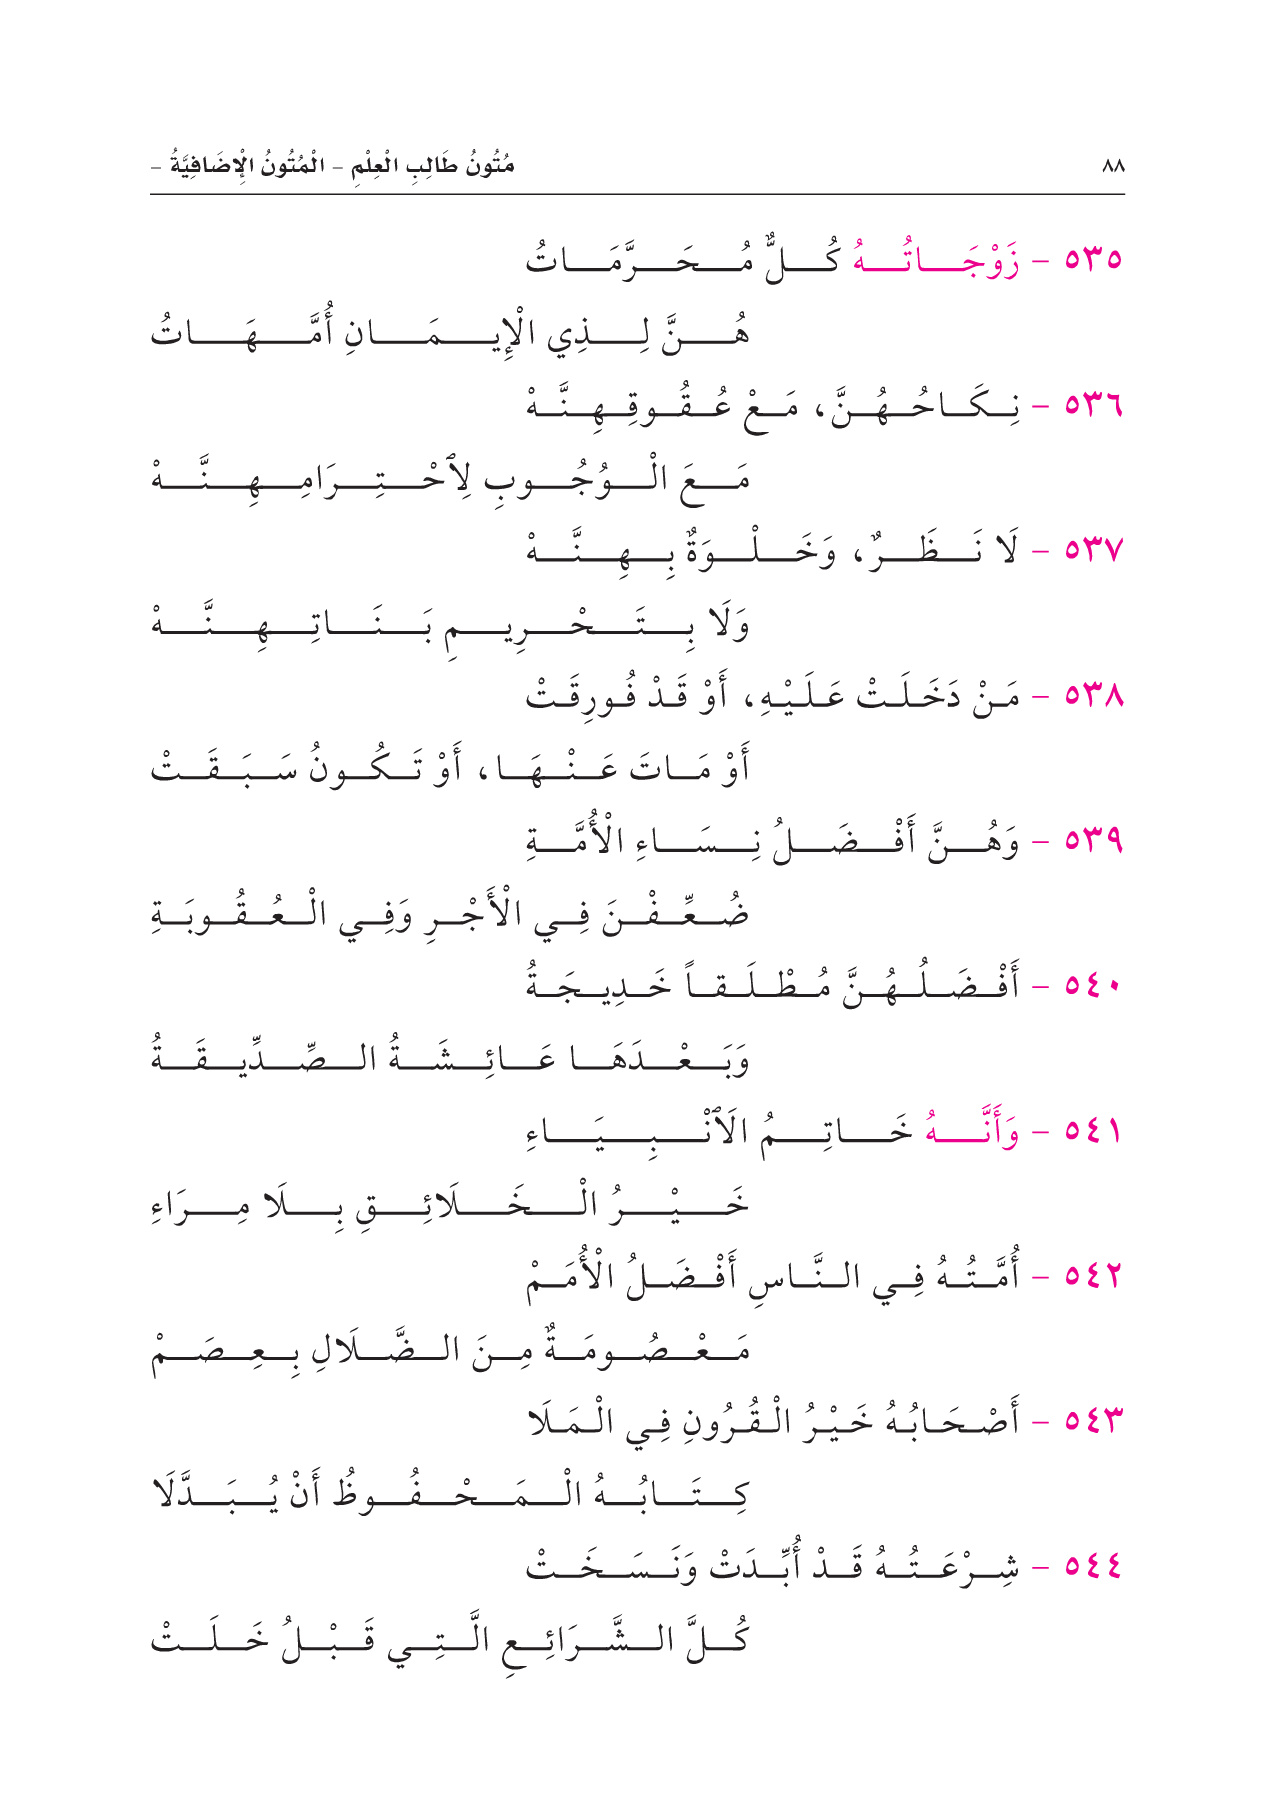 ٨٨ مُتُونُ طَالِبِ الْعِلْمِ - الْمُتُونُ الْإِضَافِيَّةُ -
٥٣٥ - زَوْجَاتُهُ كُلٌّ مُحَرَّمَاتُ
هُنَّ لِذِي الْإِيمَانِ أُمَّهَاتُ
٥٣٦ - نِكَاحُهُنَّ، مَعْ عُقُوقِهِنَّهْ
مَعَ الْوُجُوبِ لِاَحْتِرَامِهِنَّهْ
٥٣٧ - لَا نَظَرٌ، وَخَلْوَةٌ بِهِنَّهْ
وَلَا بِتَحْرِيمِ بَنَاتِهِنَّهْ
٥٣٨ - مَنْ دَخَلَتْ عَلَيْهِ، أَوْ قَدْ فُورِقَتْ
أَوْ مَاتَ عَنْهَا، أَوْ تَكُونُ سَبَقَتْ
٥٣٩ - وَهُنَّ أَفْضَلُ نِسَاءِ الْأُمَّةِ
ضُعِّفْنَ فِي الْأَجْرِ وَفِي الْعُقُوبَةِ
٥٤٠ - أَفْضَلُهُنَّ مُطْلَقاً خَدِيجَةُ
وَبَعْدَهَا عَائِشَةُ الصِّدِّيقَةُ
٥٤١ - وَأَنَّهُ خَاتِمُ الَٱنْبِيَاءِ
خَيْرُ الْخَلَائِقِ بِلَا مِرَاءِ
٥٤٢ - أُمَّتُهُ فِي النَّاسِ أَفْضَلُ الْأُمَمْ
مَعْصُومَةٌ مِنَ الضَّلَالِ بِعِصَمْ
٥٤٣ - أَصْحَابُهُ خَيْرُ الْقُرُونِ فِي الْمَلَا
كِتَابُهُ الْمَحْفُوظُ أَنْ يُبَدَّلَا
٥٤٤ - شِرْعَتُهُ قَدْ أُبِّدَتْ وَنَسَخَتْ
كُلَّ الشَّرَائِعِ الَّتِي قَبْلُ خَلَتْ